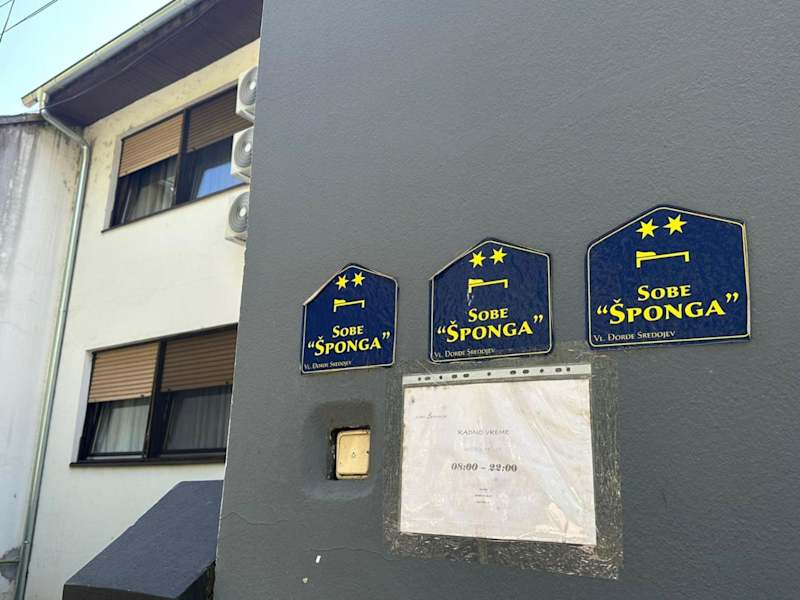 SOBE
"ŠPONGA"
VL. ĐORĐE SREDOJEV
SOBE
"ŠPONGA"
VL. ĐORĐE SREDOJEV
SOBE
"ŠPONGA"
VL. ĐORĐE SREDOJEV
RADNO VREME
08:00 - 22:00